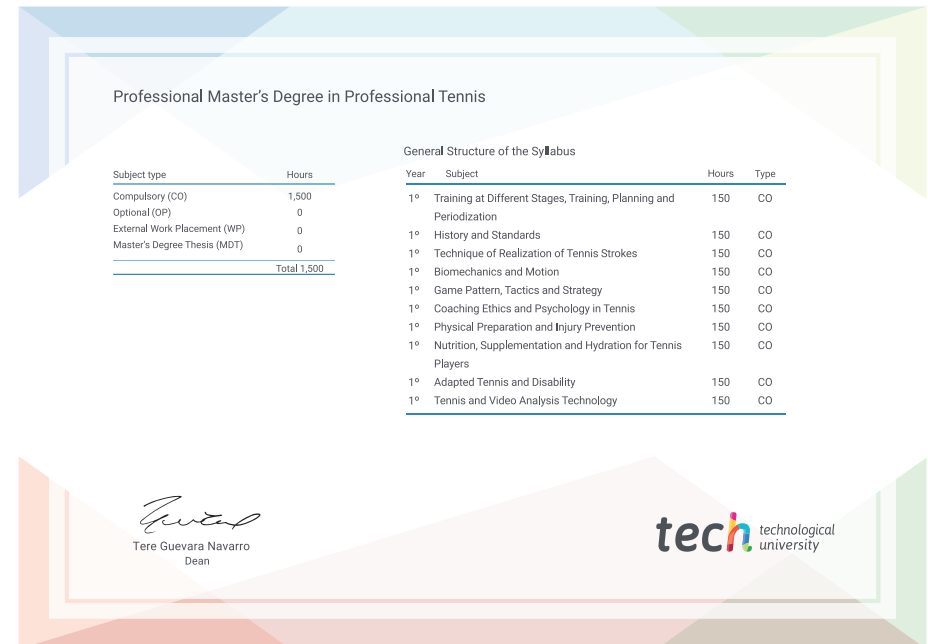 Professional Master's Degree in Professional Tennis
Subject type Hours
Compulsory (CO) 1,500
Optional (OP) 0
External Work Placement (WP) 0
Master's Degree Thesis (MDT) 0
Total 1,500
General Structure of the Syllabus
Year Subject Hours Type
1º Training at Different Stages, Training, Planning and 150 CO
Periodization
1º History and Standards 150 CO
1º Technique of Realization of Tennis Strokes 150 CO
1º Biomechanics and Motion 150 CO
1º Game Pattern, Tactics and Strategy 150 CO
1º Coaching Ethics and Psychology in Tennis 150 CO
1º Physical Preparation and Injury Prevention 150 CO
1º Nutrition, Supplementation and Hydration for Tennis 150 CO
Players
1º Adapted Tennis and Disability 150 CO
1º Tennis and Video Analysis Technology 150 CO
Tere Guevara Navarro
Dean
tech technological
university